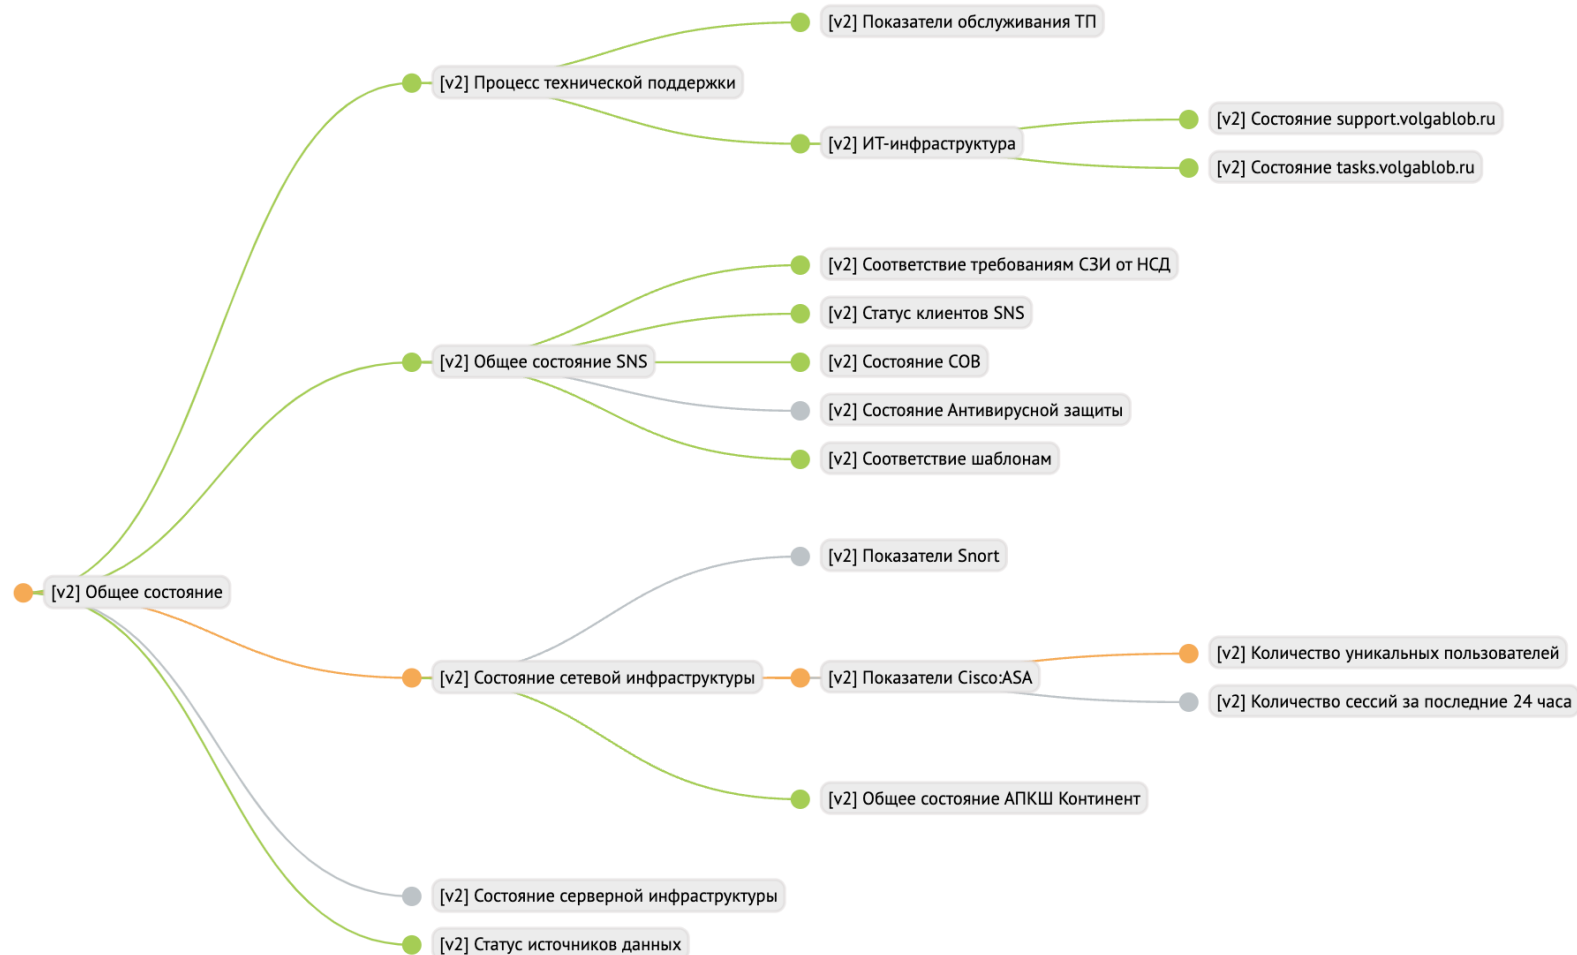 [v2] Показатели обслуживания ТП
[v2] Процесс технической поддержки
[v2] Состояние support.volgablob.ru
[v2] ИТ-инфраструктура
[v2] Состояние tasks.volgablob.ru
[v2] Соответствие требованиям СЗИ от НСД
[v2] Статус клиентов SNS
[v2] Общее состояние SNS
[v2] Состояние СОВ
[v2] Состояние Антивирусной защиты
[v2] Соответствие шаблонам
[v2] Показатели Snort
[v2] Общее состояние
[v2] Количество уникальных пользователей
[v2] Состояние сетевой инфраструктуры
[v2] Показатели Cisco:ASA
[v2] Количество сессий за последние 24 часа
[v2] Общее состояние АПКШ Континент
[v2] Состояние серверной инфраструктуры
[v2] Статус источников данных